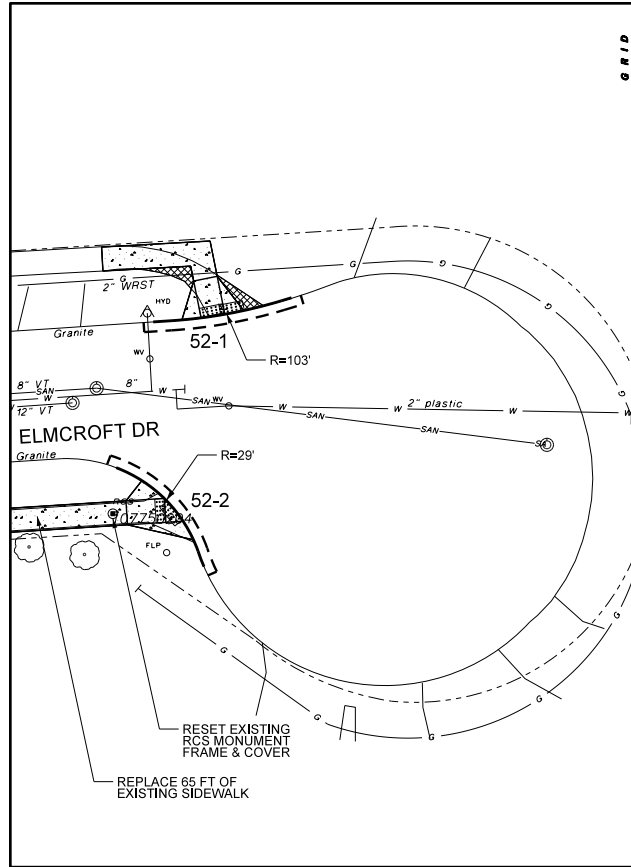 GRID
G
G
2" WRST
G
G
HYD
Granite
52-1
WV
R=103'
G
8" VT
SAN
8"
W
W
SAN
WV
W
2" plastic
W
W
W
12" VT
SAN
SAN
SA
ELMCROFT DR
Granite
R=29'
52-2
RCS
FLP
G
G
G
G
G
RESET EXISTING
RCS MONUMENT
FRAME & COVER
REPLACE 65 FT OF
EXISTING SIDEWALK